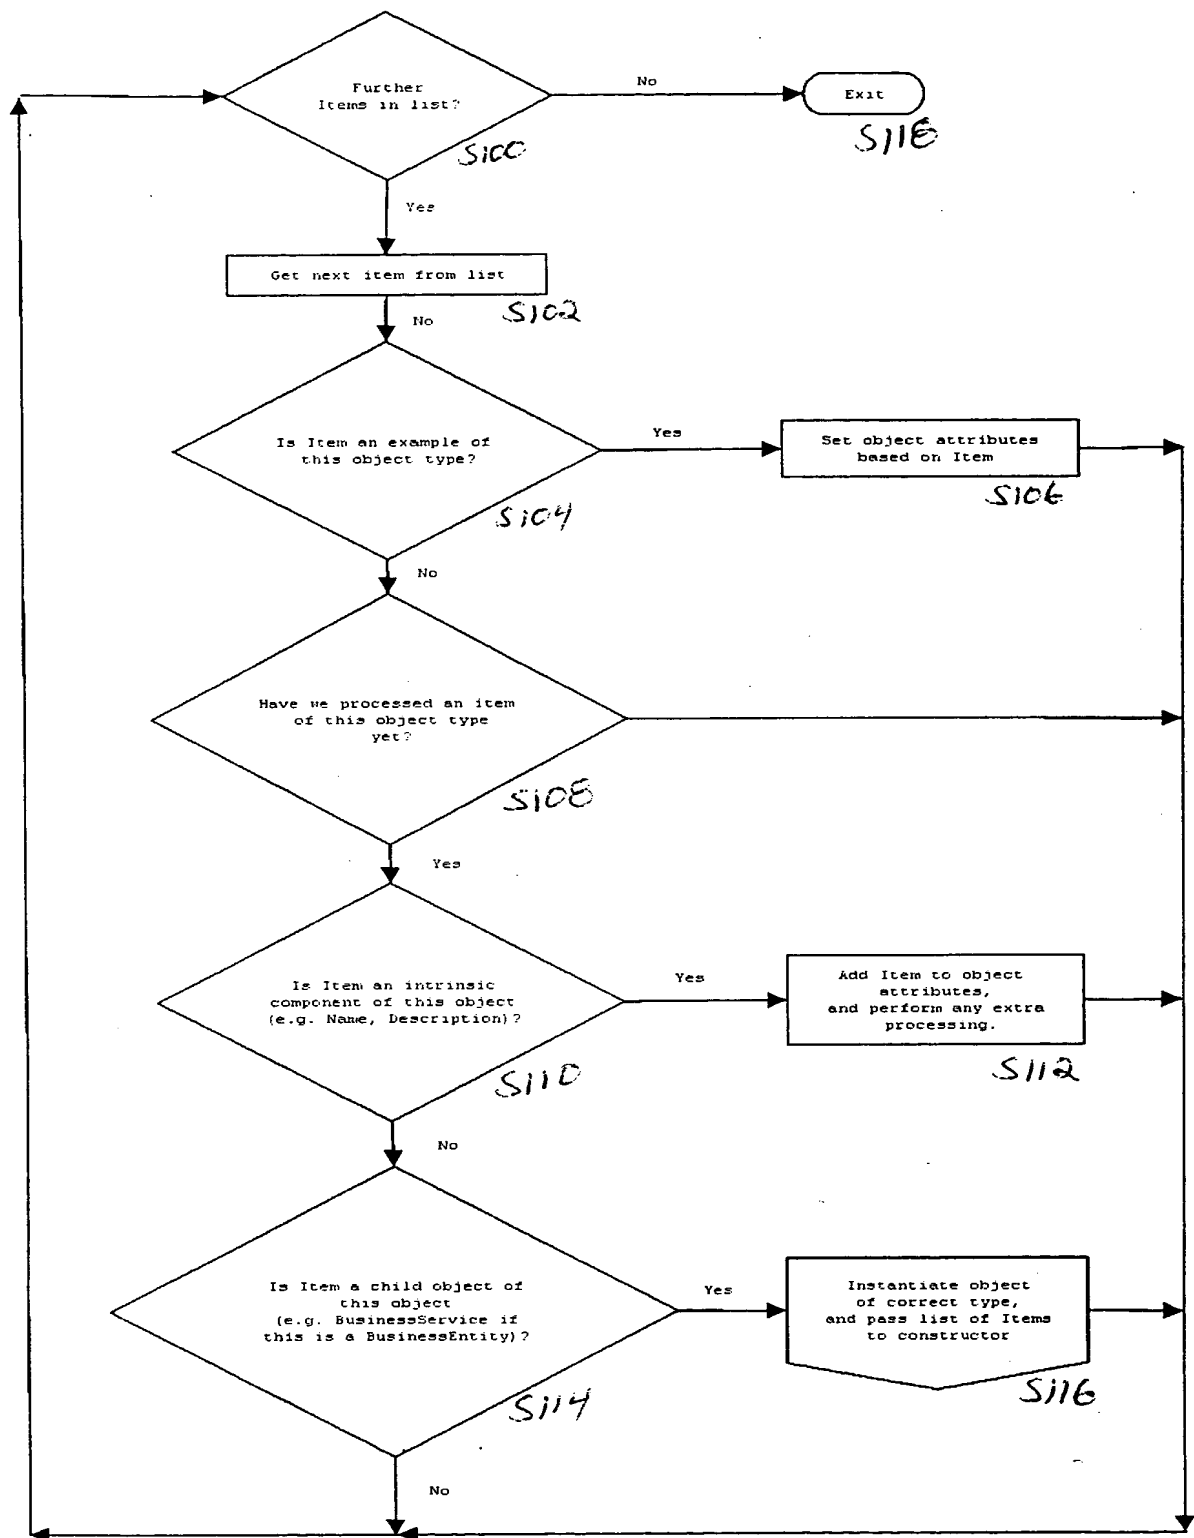 Further
Items in list?
No
Exit
S118
S100
Yes
Get next item from list
S102
No
Is Item an example of
this object type?
Yes
Set object attributes
based on Item
S106
S104
No
Have we processed an item
of this object type
yet?
S108
Yes
Is Item an intrinsic
component of this object
(e.g. Name, Description)?
Yes
Add Item to object
attributes,
and perform any extra
processing.
S112
S110
No
Is Item a child object of
this object
(e.g. BusinessService if
this is a BusinessEntity)?
Yes
Instantiate object
of correct type,
and pass list of Items
to constructor
S116
S114
No